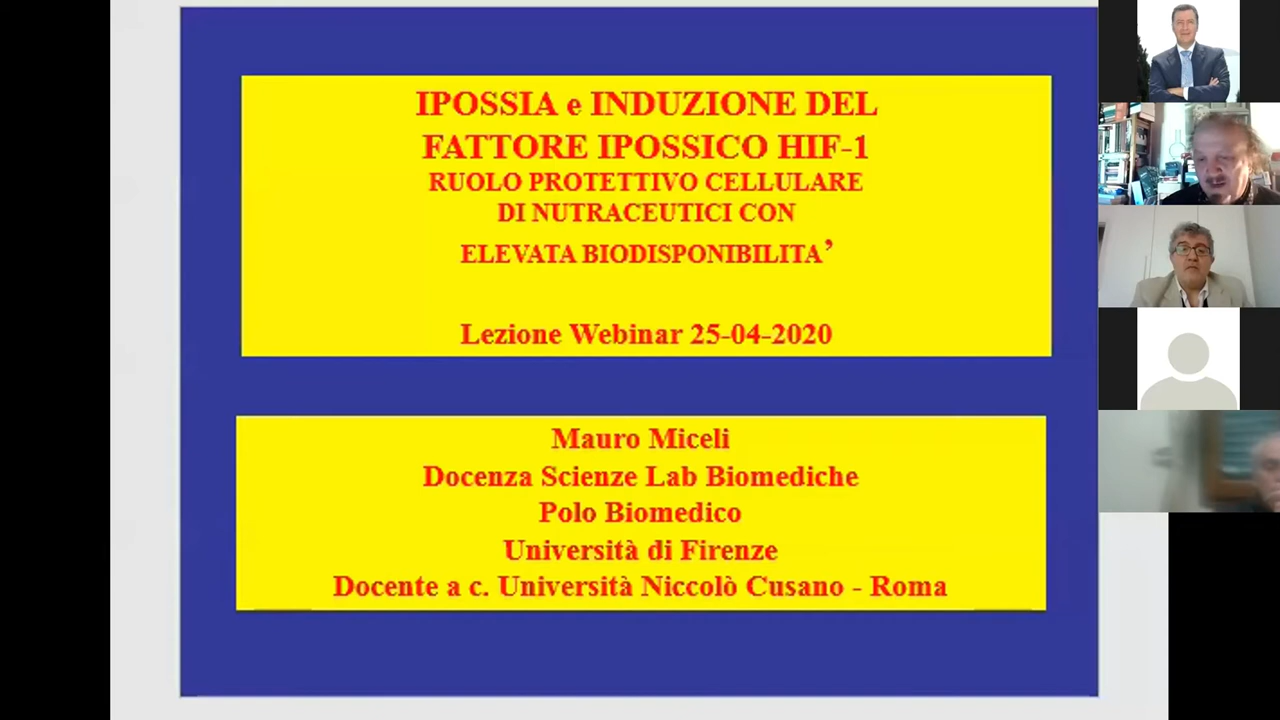 IPOSSIA e INDUZIONE DEL
FATTORE IPOSSICO HIF-1
RUOLO PROTETTIVO CELLULARE
DI NUTRACEUTICI CON
ELEVATA BIODISPONIBILITA’
Lezione Webinar 25-04-2020
Mauro Miceli
Docenza Scienze Lab Biomediche
Polo Biomedico
Università di Firenze
Docente a c. Università Niccolò Cusano - Roma